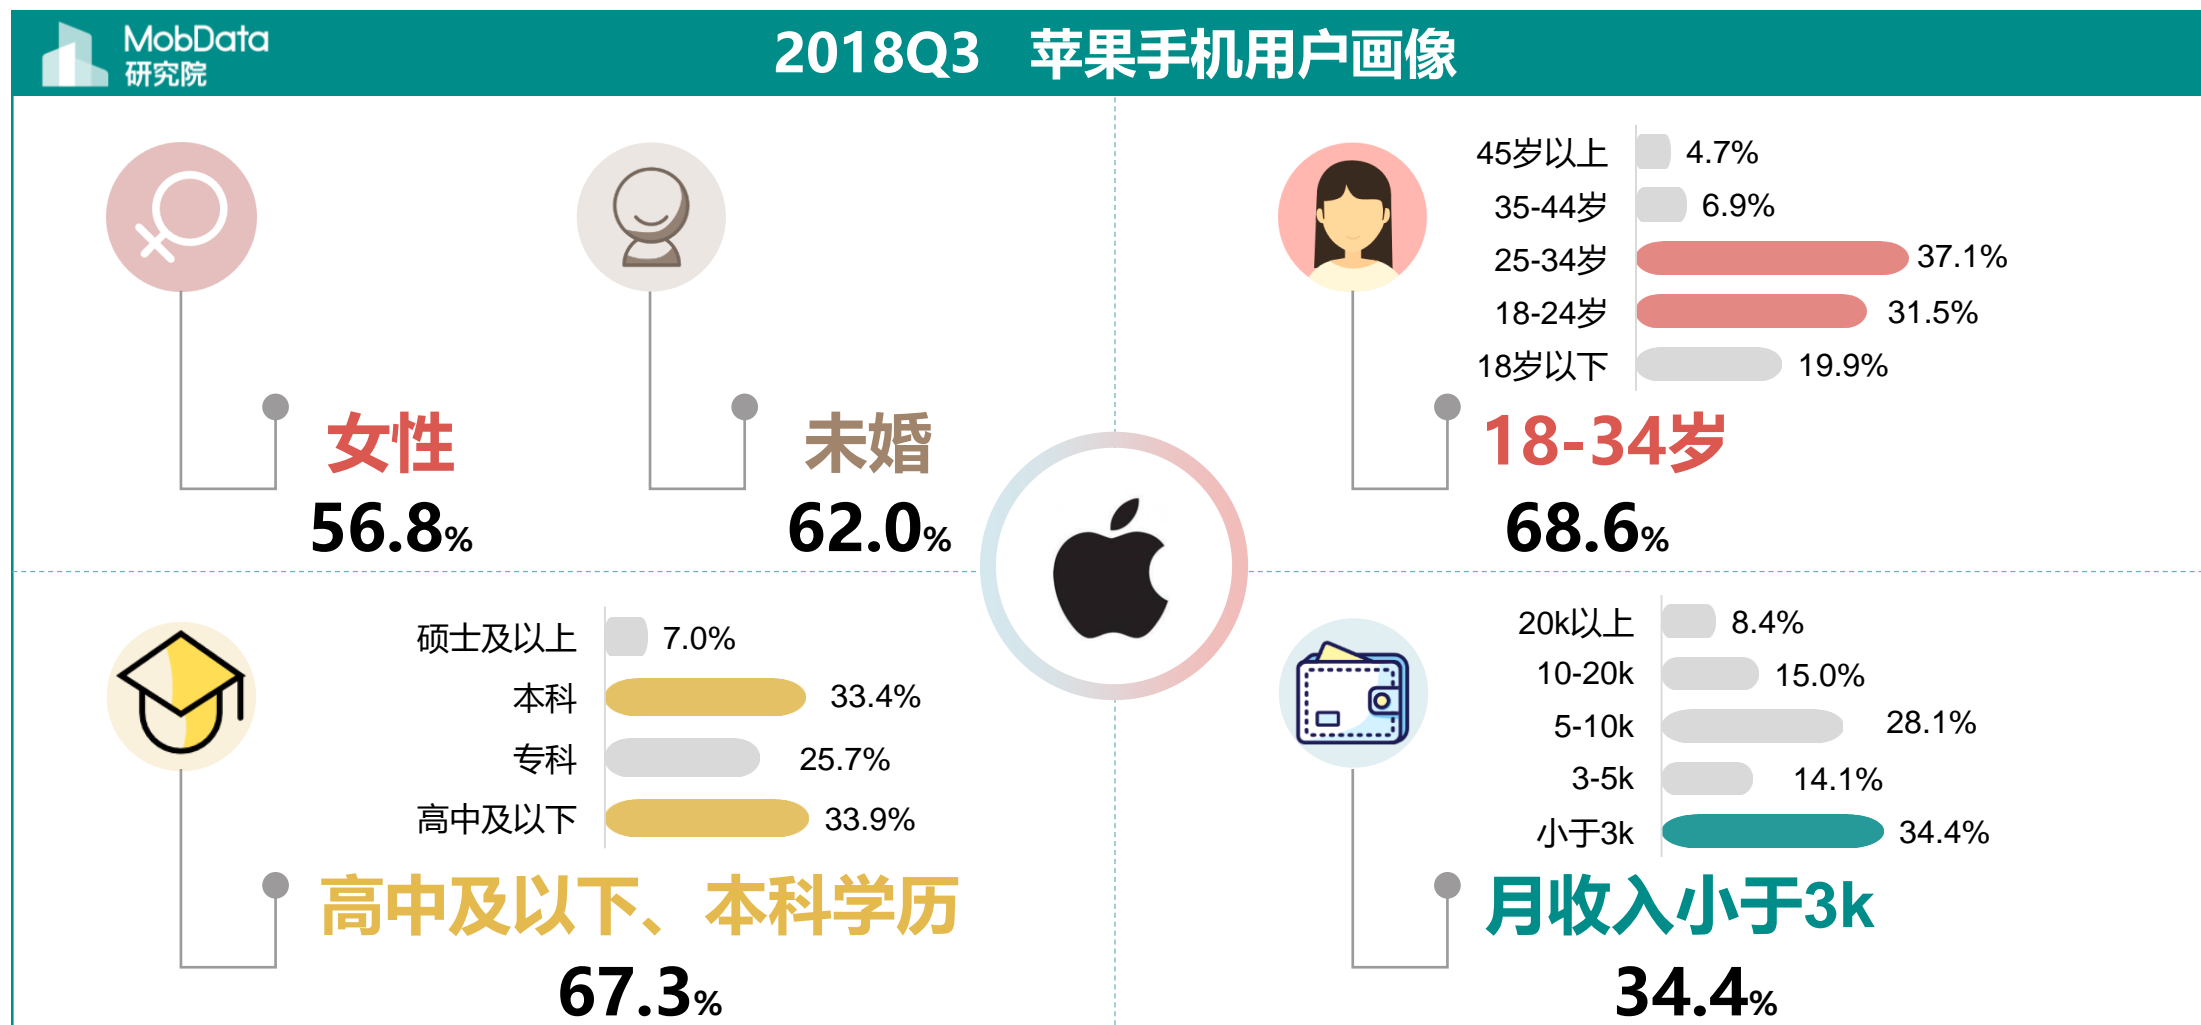 MobData
研究院
2018Q3 苹果手机用户画像
女性
56.8%
未婚
62.0%
45岁以上 4.7%
35-44岁 6.9%
25-34岁 37.1%
18-24岁 31.5%
18岁以下 19.9%
18-34岁
68.6%
硕士及以上 7.0%
本科 33.4%
专科 25.7%
高中及以下 33.9%
高中及以下、本科学历
67.3%
20k以上 8.4%
10-20k 15.0%
5-10k 28.1%
3-5k 14.1%
小于3k 34.4%
月收入小于3k
34.4%